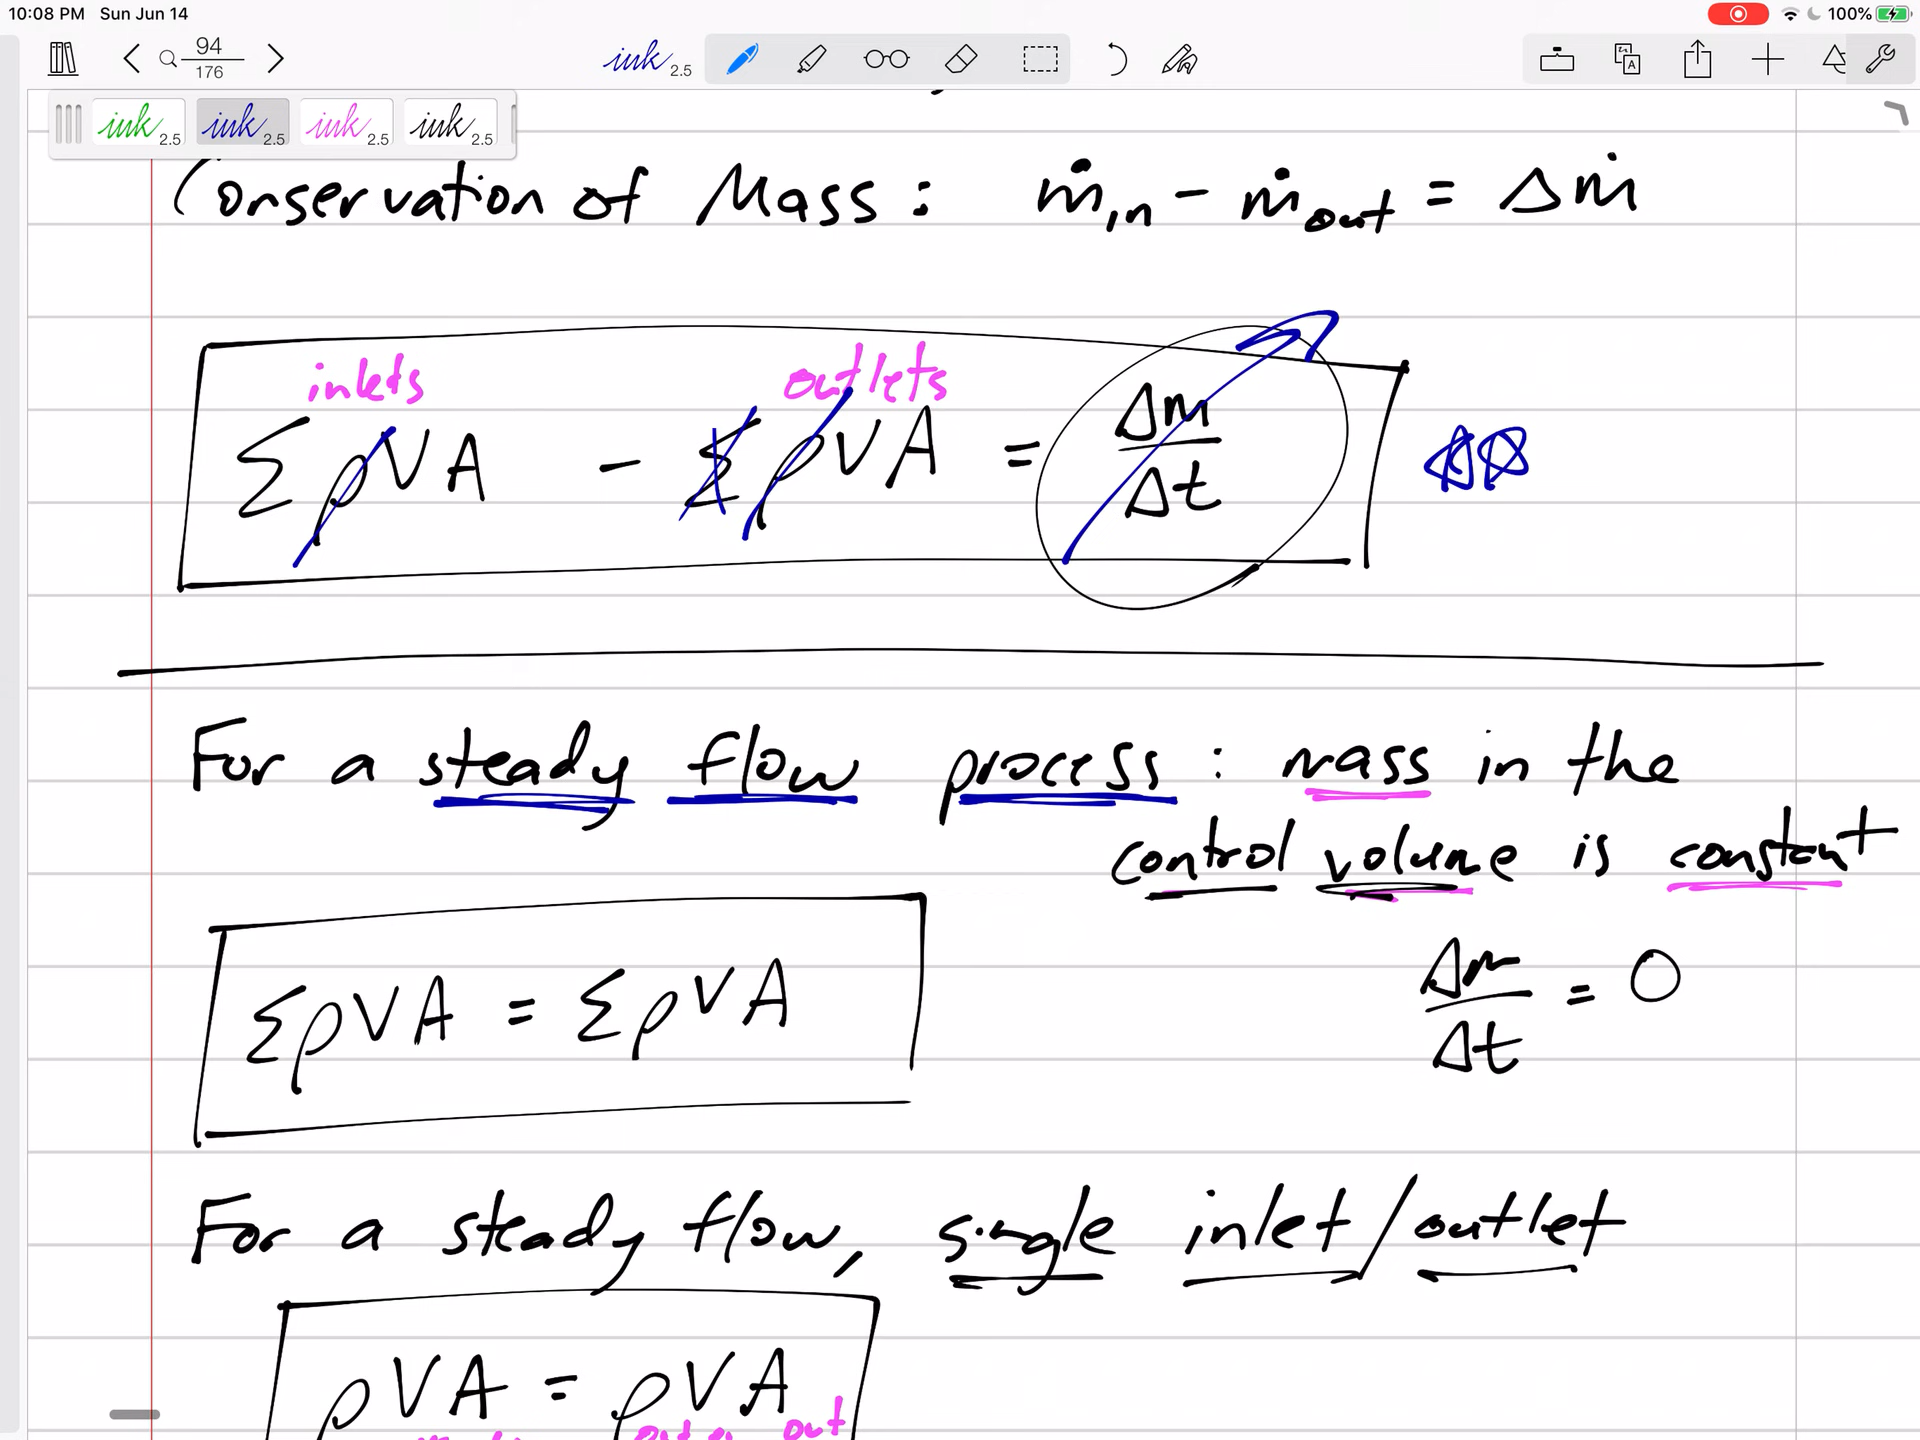 10:08 PM Sun Jun 14
100%
94
176
ink 2.5
ink 2.5 ink 2.5 ink 2.5 ink 2.5
Conservation of Mass : ṁin - ṁout = Δṁ
inlets outlets
Σ ρVA - Σ ρVA = Δm/Δt
For a steady flow process : mass in the
control volume is constant
ΣρVA = ΣρVA
Δm/Δt = 0
For a steady flow, single inlet/outlet
ρVA = ρVA
out